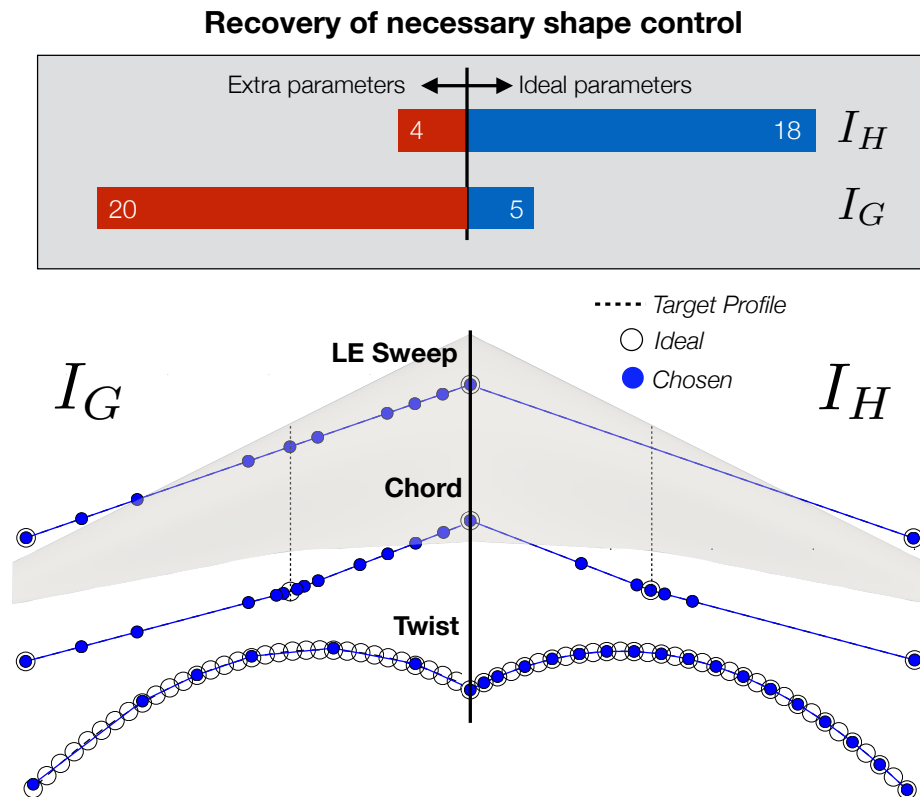 Recovery of necessary shape control
Extra parameters Ideal parameters
4 18 I_H
20 5 I_G
Target Profile
Ideal
Chosen
LE Sweep
I_G I_H
Chord
Twist